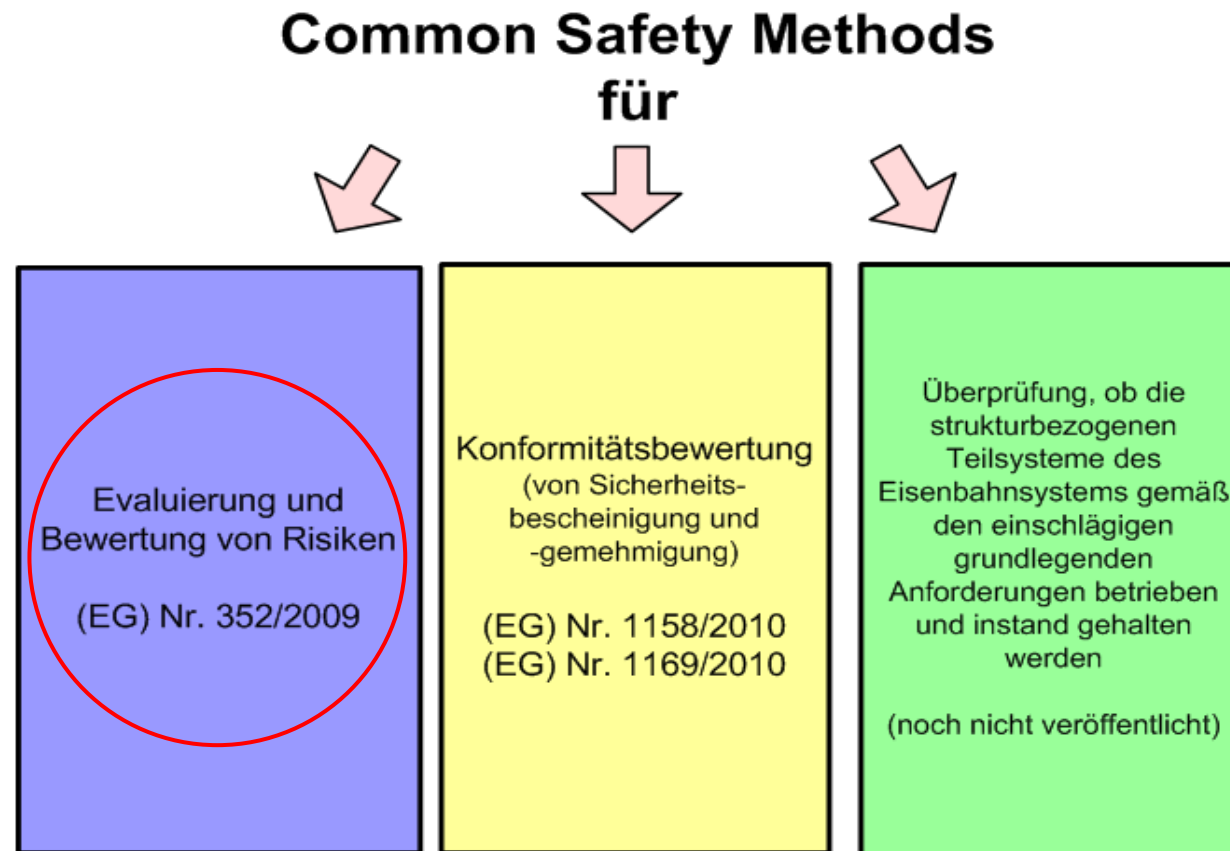 Common Safety Methods
für
Evaluierung und
Bewertung von Risiken
(EG) Nr. 352/2009
Konformitätsbewertung
(von Sicherheits-
bescheinigung und
-gemehmigung)
(EG) Nr. 1158/2010
(EG) Nr. 1169/2010
Überprüfung, ob die
strukturbezogenen
Teilsysteme des
Eisenbahnsystems gemäß
den einschlägigen
grundlegenden
Anforderungen betrieben
und instand gehalten
werden
(noch nicht veröffentlicht)